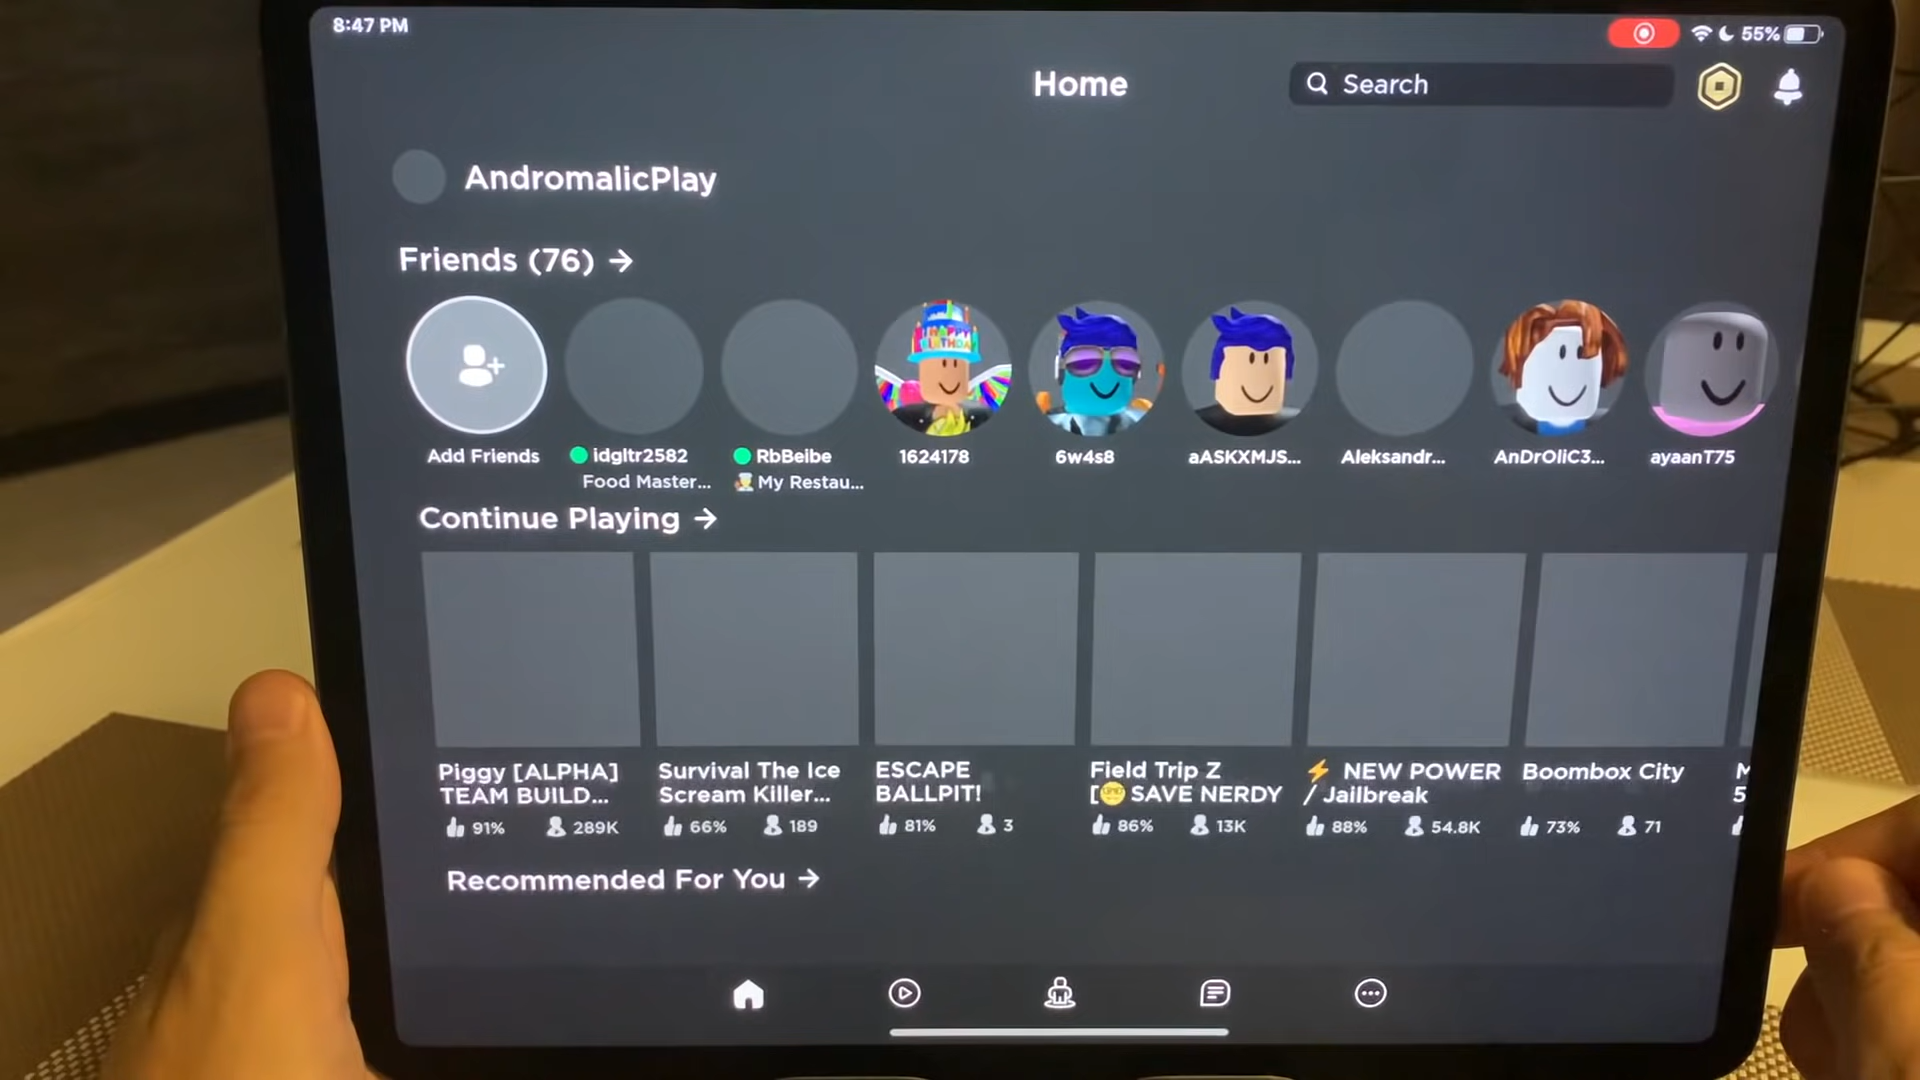 8:47 PM
55%
Home
Search
AndromalicPlay
Friends (76) →
Add Friends
idgltr2582
Food Master...
RbBeibe
My Restau...
1624178
6w4s8
aASKXMJS...
Aleksandr...
AnDrOliC3...
ayaanT75
Continue Playing →
Piggy [ALPHA]
TEAM BUILD...
91% 289K
Survival The Ice
Scream Killer...
66% 189
ESCAPE
BALLPIT!
81% 3
Field Trip Z
[😑 SAVE NERDY
86% 13K
⚡ NEW POWER
/ Jailbreak
88% 54.8K
Boombox City
73% 71
Recommended For You →